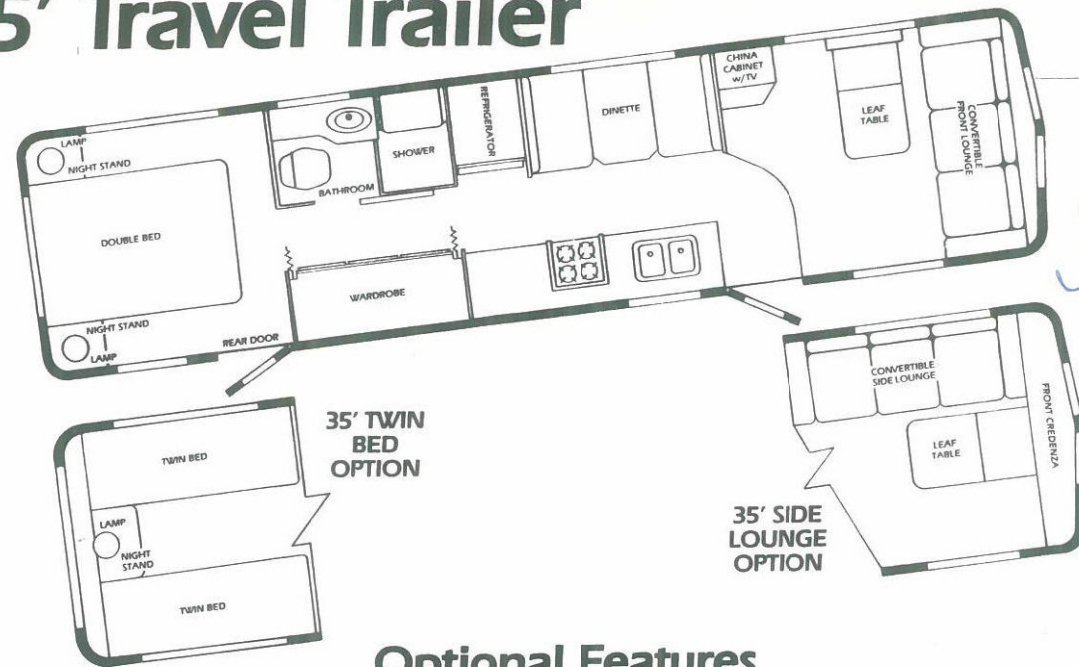 5' Travel Trailer
LAMP
NIGHT STAND
DOUBLE BED
NIGHT STAND
LAMP
REAR DOOR
BATHROOM
SHOWER
REFRIGERATOR
WARDROBE
DINETTE
CHINA
CABINET
w/TV
LEAF
TABLE
CONVERTIBLE
FRONT LOUNGE
35' TWIN
BED
OPTION
TWIN BED
LAMP
NIGHT
STAND
TWIN BED
35' SIDE
LOUNGE
OPTION
CONVERTIBLE
SIDE LOUNGE
LEAF
TABLE
FRONT CREDENZA
Optional Features